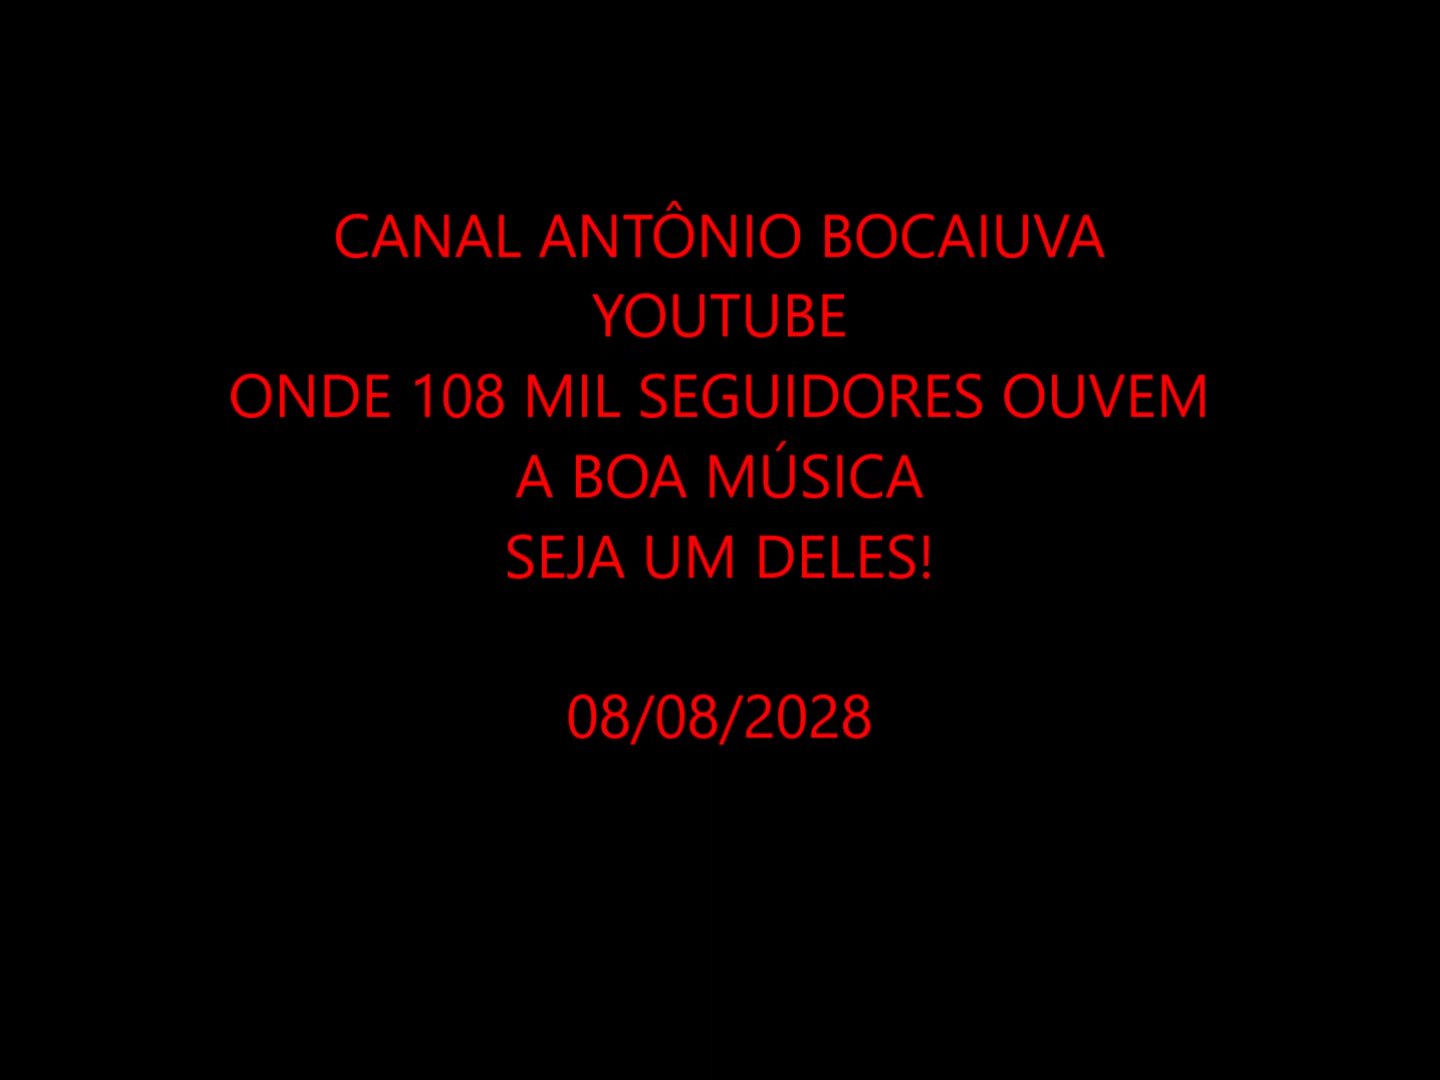 CANAL ANTÔNIO BOCAIUVA
YOUTUBE
ONDE 108 MIL SEGUIDORES OUVEM
A BOA MÚSICA
SEJA UM DELES!
08/08/2028